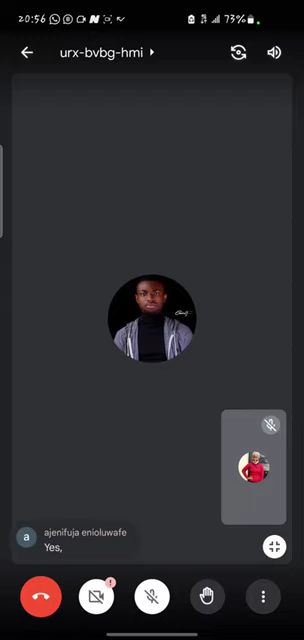 20:56
73%
urx-bvbg-hmi
a
ajenifuja enioluwafe
Yes,